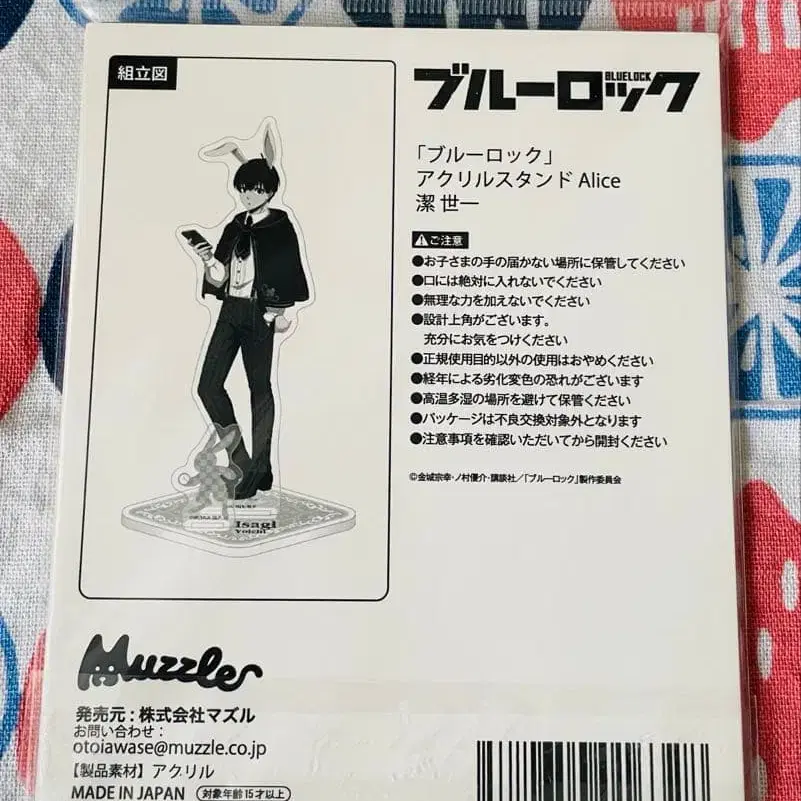 組立図
ブルーロック
BLUELOCK
「ブルーロック」
アクリルスタンド Alice
潔 世一
ご注意
●お子さまの手の届かない場所に保管してください
●口には絶対に入れないでください
●無理な力を加えないでください
●設計上角がございます。
充分にお気をつけください
●正規使用目的以外の使用はおやめください
●経年による劣化変色の恐れがございます
●高温多湿の場所を避けて保管ください
●パッケージは不良交換対象外となります
●注意事項を確認いただいてから開封ください
©金城宗幸・ノ村優介・講談社/「ブルーロック」製作委員会
Isagi
Yoichi
Muzzle
発売元:株式会社マズル
お問い合わせ:
otoiawase@muzzle.co.jp
【製品素材】アクリル
MADE IN JAPAN 対象年齢15才以上